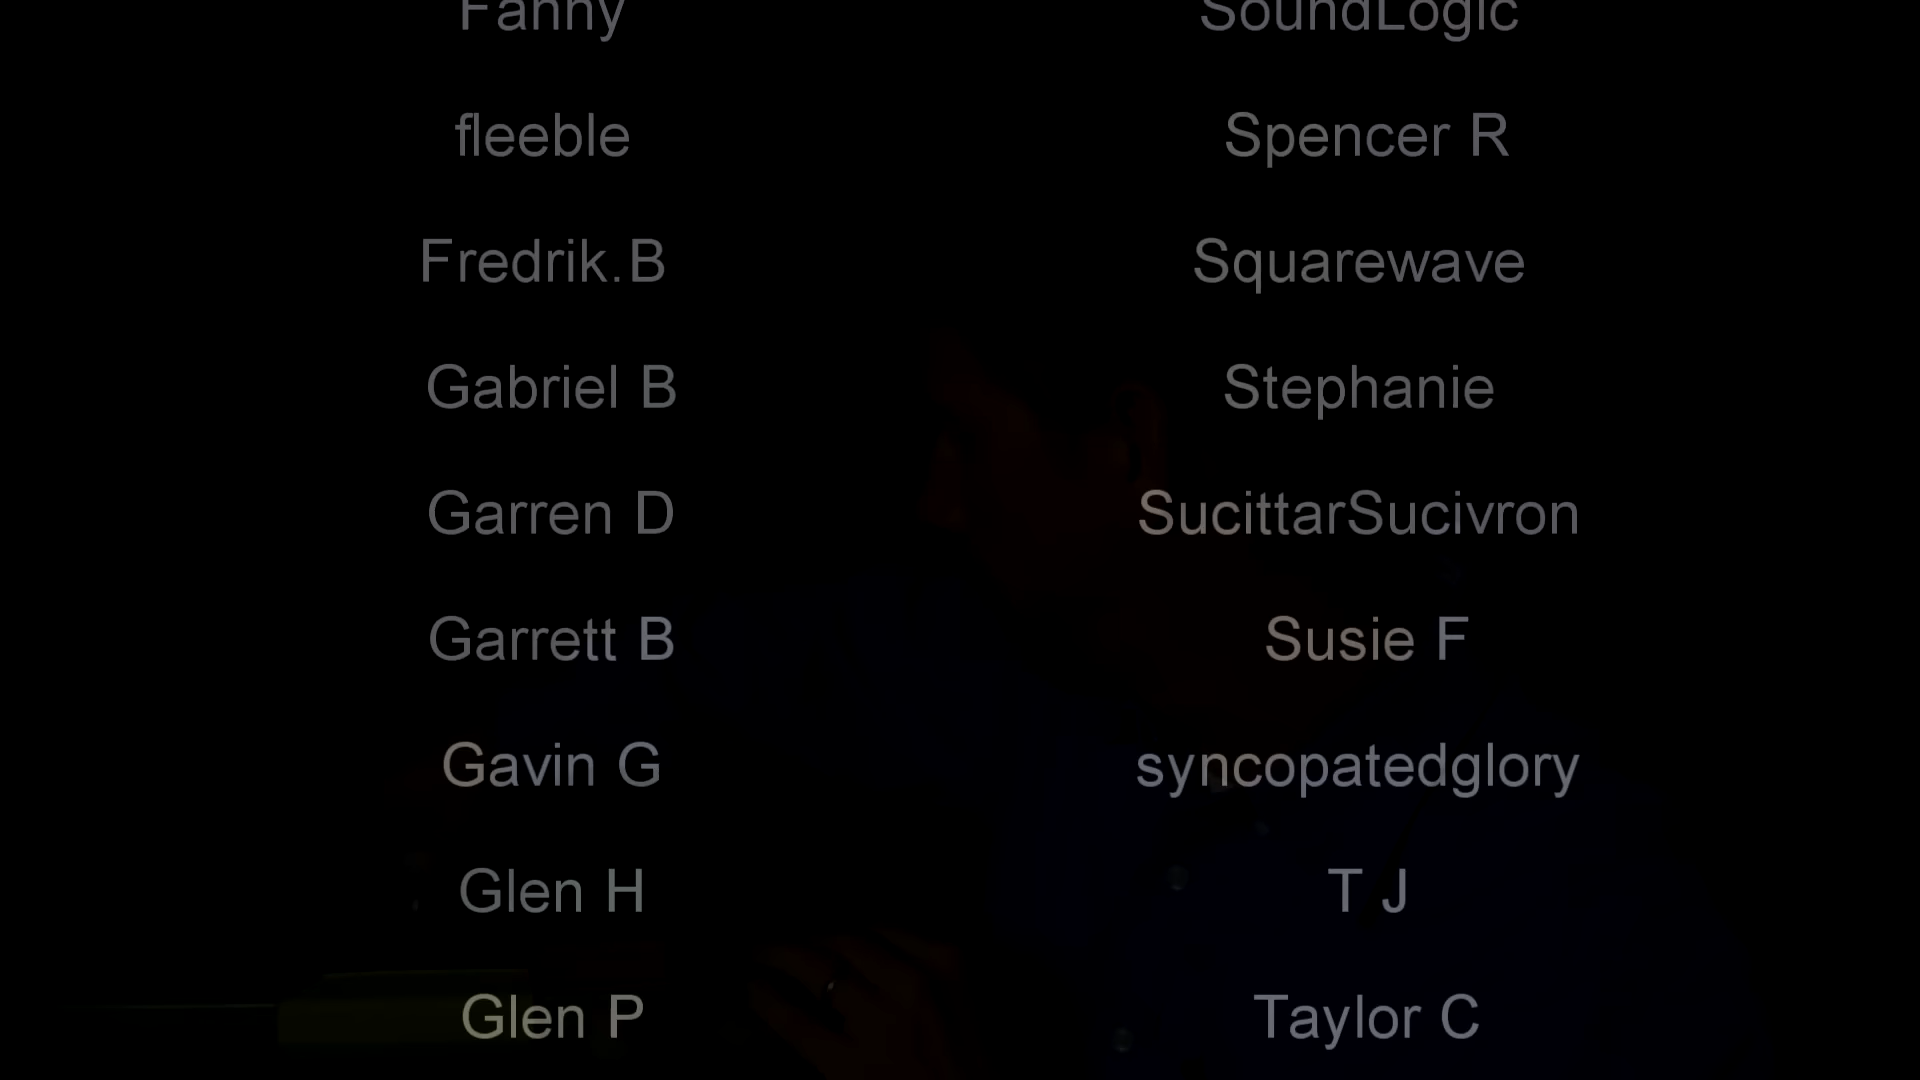 Fanny
fleeble
Fredrik.B
Gabriel B
Garren D
Garrett B
Gavin G
Glen H
Glen P
SoundLogic
Spencer R
Squarewave
Stephanie
SucittarSucivron
Susie F
syncopatedglory
T J
Taylor C